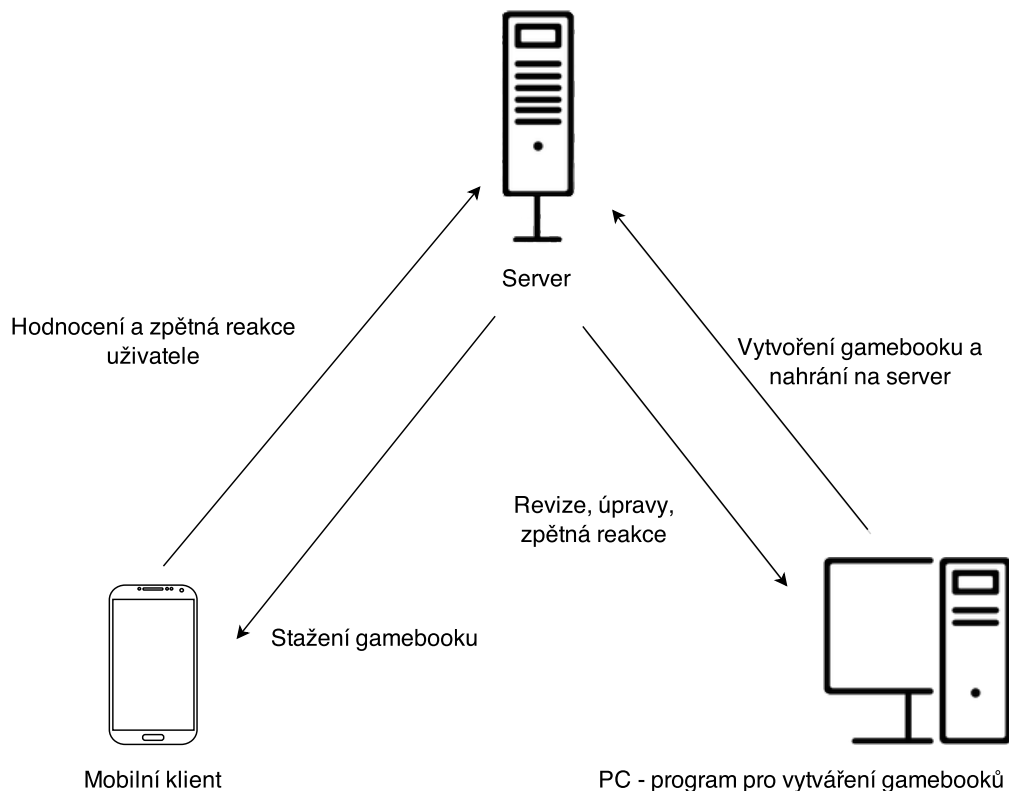 Server
Hodnocení a zpětná reakce
uživatele
Vytvoření gamebooku a
nahrání na server
Revize, úpravy,
zpětná reakce
Stažení gamebooku
Mobilní klient
PC - program pro vytváření gamebooků